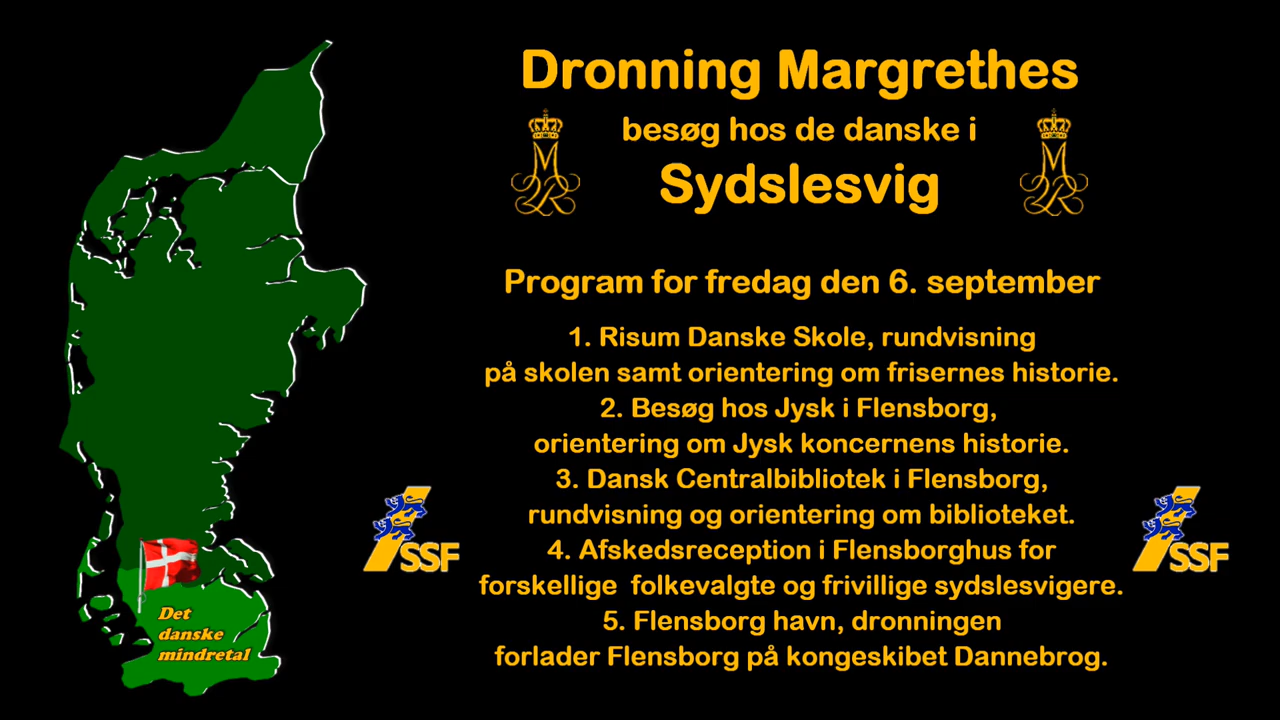 Dronning Margrethes
besøg hos de danske i
Sydslesvig
Program for fredag den 6. september
1. Risum Danske Skole, rundvisning
på skolen samt orientering om frisernes historie.
2. Besøg hos Jysk i Flensborg,
orientering om Jysk koncernens historie.
3. Dansk Centralbibliotek i Flensborg,
rundvisning og orientering om biblioteket.
4. Afskedsreception i Flensborghus for
forskellige folkevalgte og frivillige sydslesvigere.
5. Flensborg havn, dronningen
forlader Flensborg på kongeskibet Dannebrog.
SSF
SSF
Det
danske
mindretal